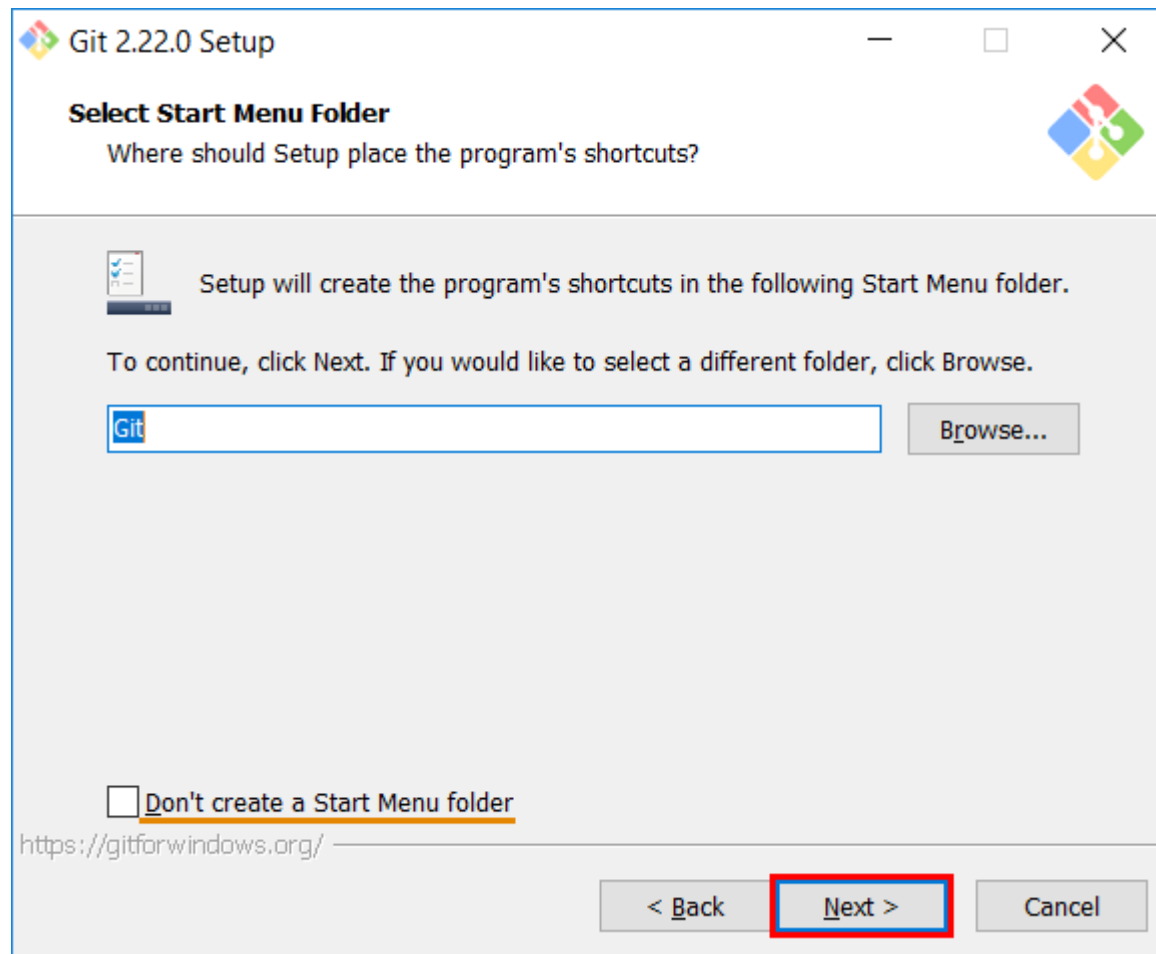 Git 2.22.0 Setup
Select Start Menu Folder
Where should Setup place the program's shortcuts?
Setup will create the program's shortcuts in the following Start Menu folder.
To continue, click Next. If you would like to select a different folder, click Browse.
Git
Browse...
Don't create a Start Menu folder
https://gitforwindows.org/
< Back
Next >
Cancel